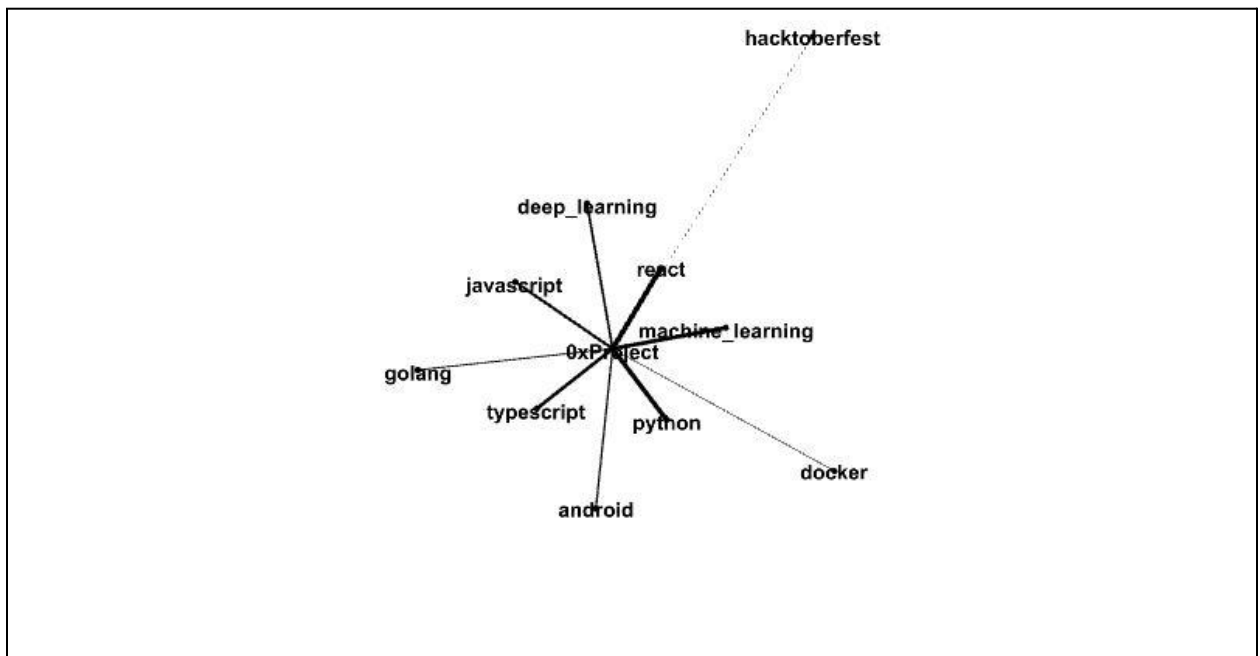 hacktoberfest
deep_learning
react
javascript
machine_learning
0xProject
golang
typescript
python
docker
android